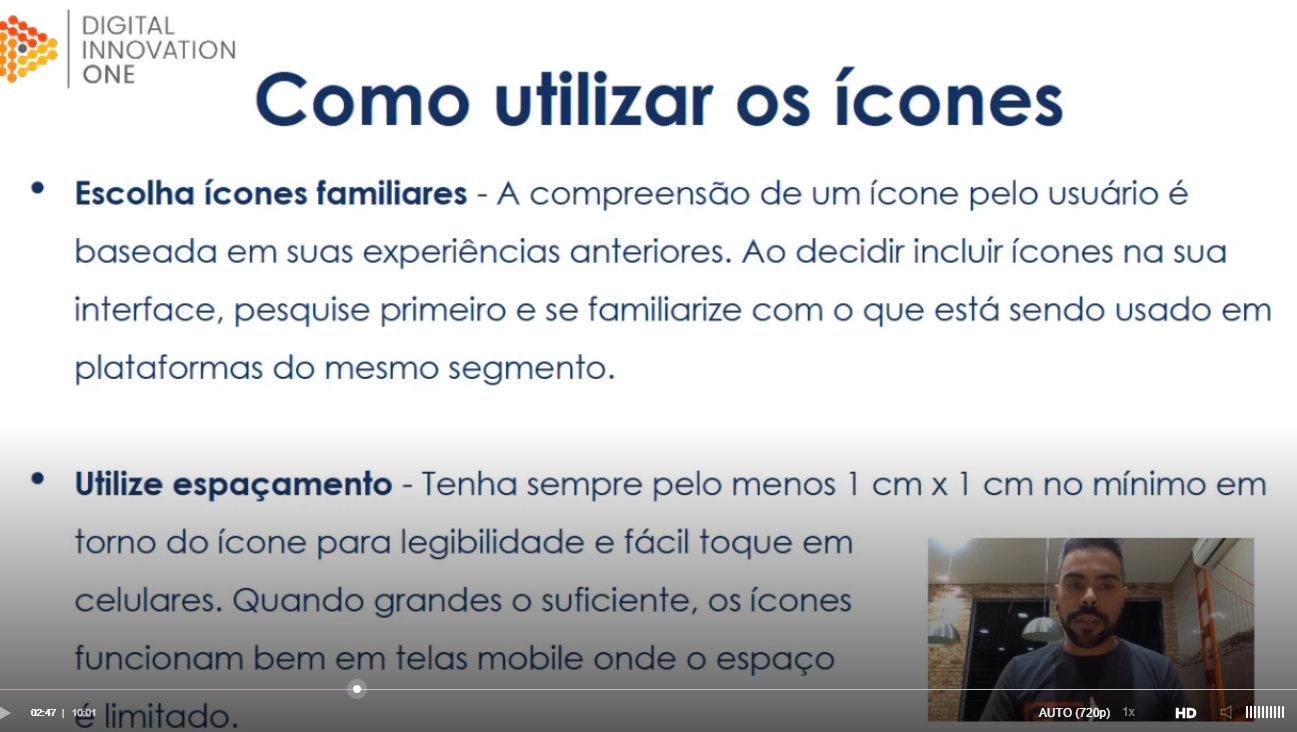 DIGITAL
INNOVATION
ONE
Como utilizar os ícones
• Escolha ícones familiares - A compreensão de um ícone pelo usuário é
baseada em suas experiências anteriores. Ao decidir incluir ícones na sua
interface, pesquise primeiro e se familiarize com o que está sendo usado em
plataformas do mesmo segmento.
• Utilize espaçamento - Tenha sempre pelo menos 1 cm x 1 cm no mínimo em
torno do ícone para legibilidade e fácil toque em
celulares. Quando grandes o suficiente, os ícones
funcionam bem em telas mobile onde o espaço
é limitado.
02:47 | 10:01
AUTO (720p) 1x HD